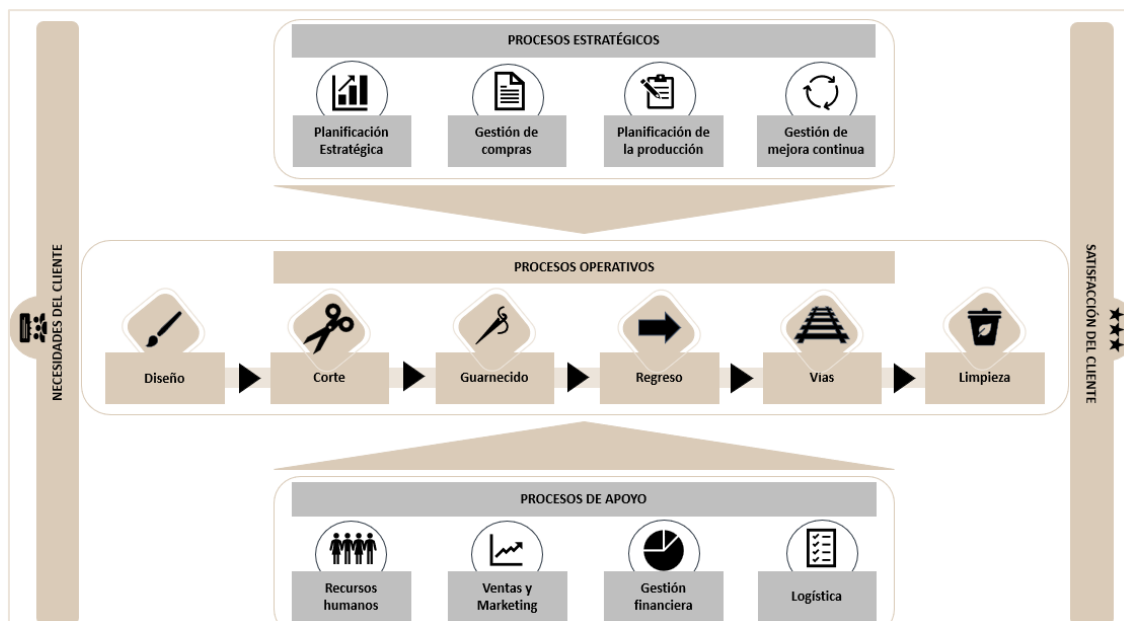 PROCESOS ESTRATÉGICOS
Planificación
Estratégica
Gestión de
compras
Planificación de
la producción
Gestión de
mejora continua
NECESIDADES DEL CLIENTE
PROCESOS OPERATIVOS
Diseño
Corte
Guarnecido
Regreso
Vías
Limpieza
SATISFACCIÓN DEL CLIENTE
PROCESOS DE APOYO
Recursos
humanos
Ventas y
Marketing
Gestión
financiera
Logística